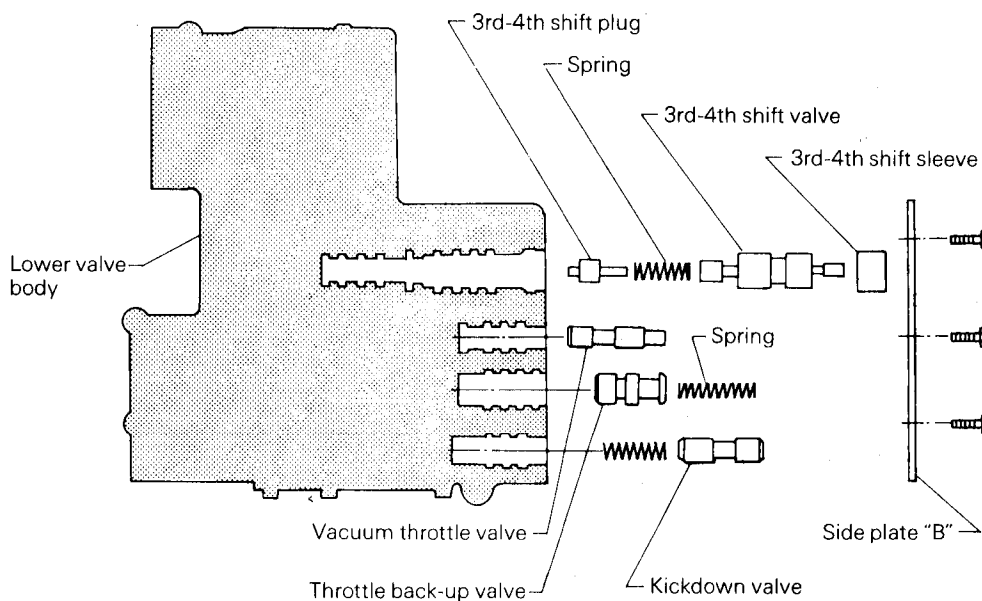 3rd-4th shift plug
Spring
3rd-4th shift valve
3rd-4th shift sleeve
Lower valve
body
Spring
Vacuum throttle valve
Side plate "B"
Throttle back-up valve
Kickdown valve